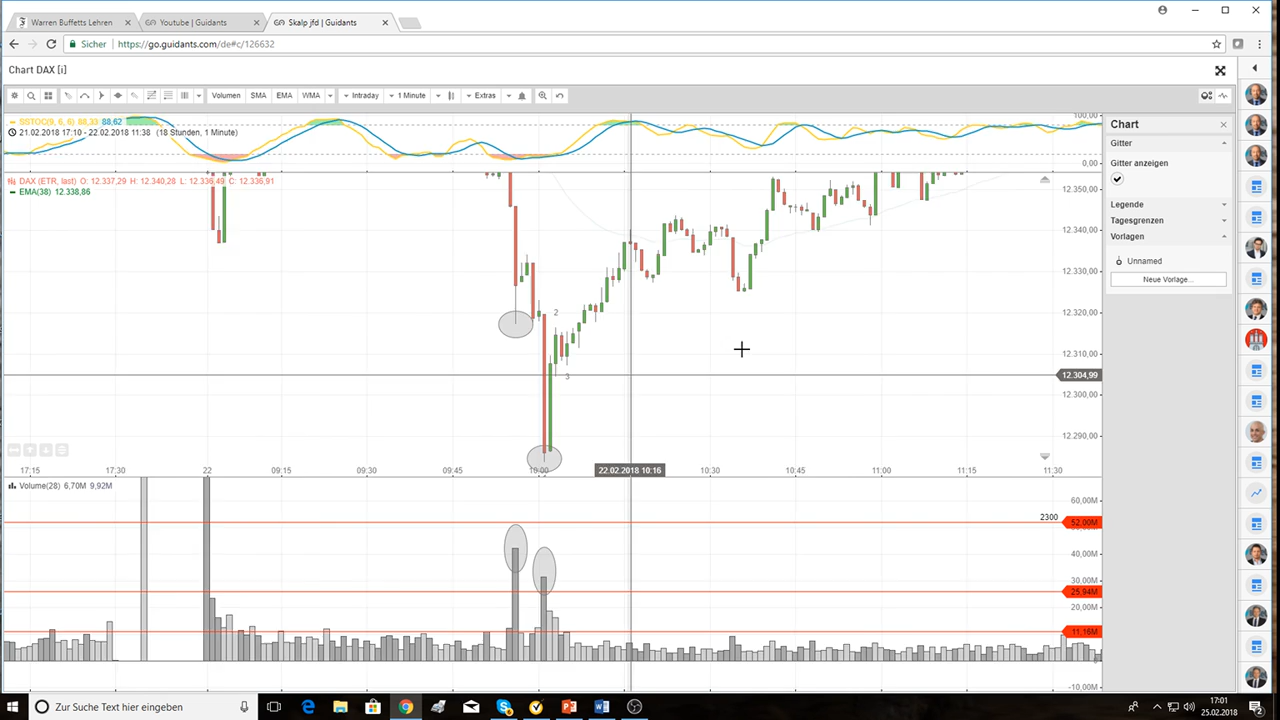 Warren Buffetts Lehren
Youtube | Guidants
Skalp jfd | Guidants
Sicher
https://go.guidants.com/de#c/126632
Chart DAX [i]
Volumen SMA EMA WMA Intraday 1 Minute Extras
SSTOC(9, 6, 6) 88,33 88,62
21.02.2018 17:10 - 22.02.2018 11:38 (18 Stunden, 1 Minute)
100,00
0,00
DAX (ETR, last) O: 12.337,29 H: 12.340,28 L: 12.336,49 C: 12.336,91
EMA(38) 12.338,86
12.350,00
12.340,00
12.330,00
12.320,00
12.310,00
12.304,99
12.300,00
12.290,00
2
3
17:15 17:30 22 09:15 09:30 09:45 10:00 22.02.2018 10:16 10:30 10:45 11:00 11:15 11:30
Volume(28) 6,70M 9,92M
60,00M
2300
52,00M
40,00M
30,00M
25,94M
20,00M
11,16M
0
-10,00M
Chart
Gitter
Gitter anzeigen
Legende
Tagesgrenzen
Vorlagen
Unnamed
Neue Vorlage...
Zur Suche Text hier eingeben
17:01
25.02.2018
2